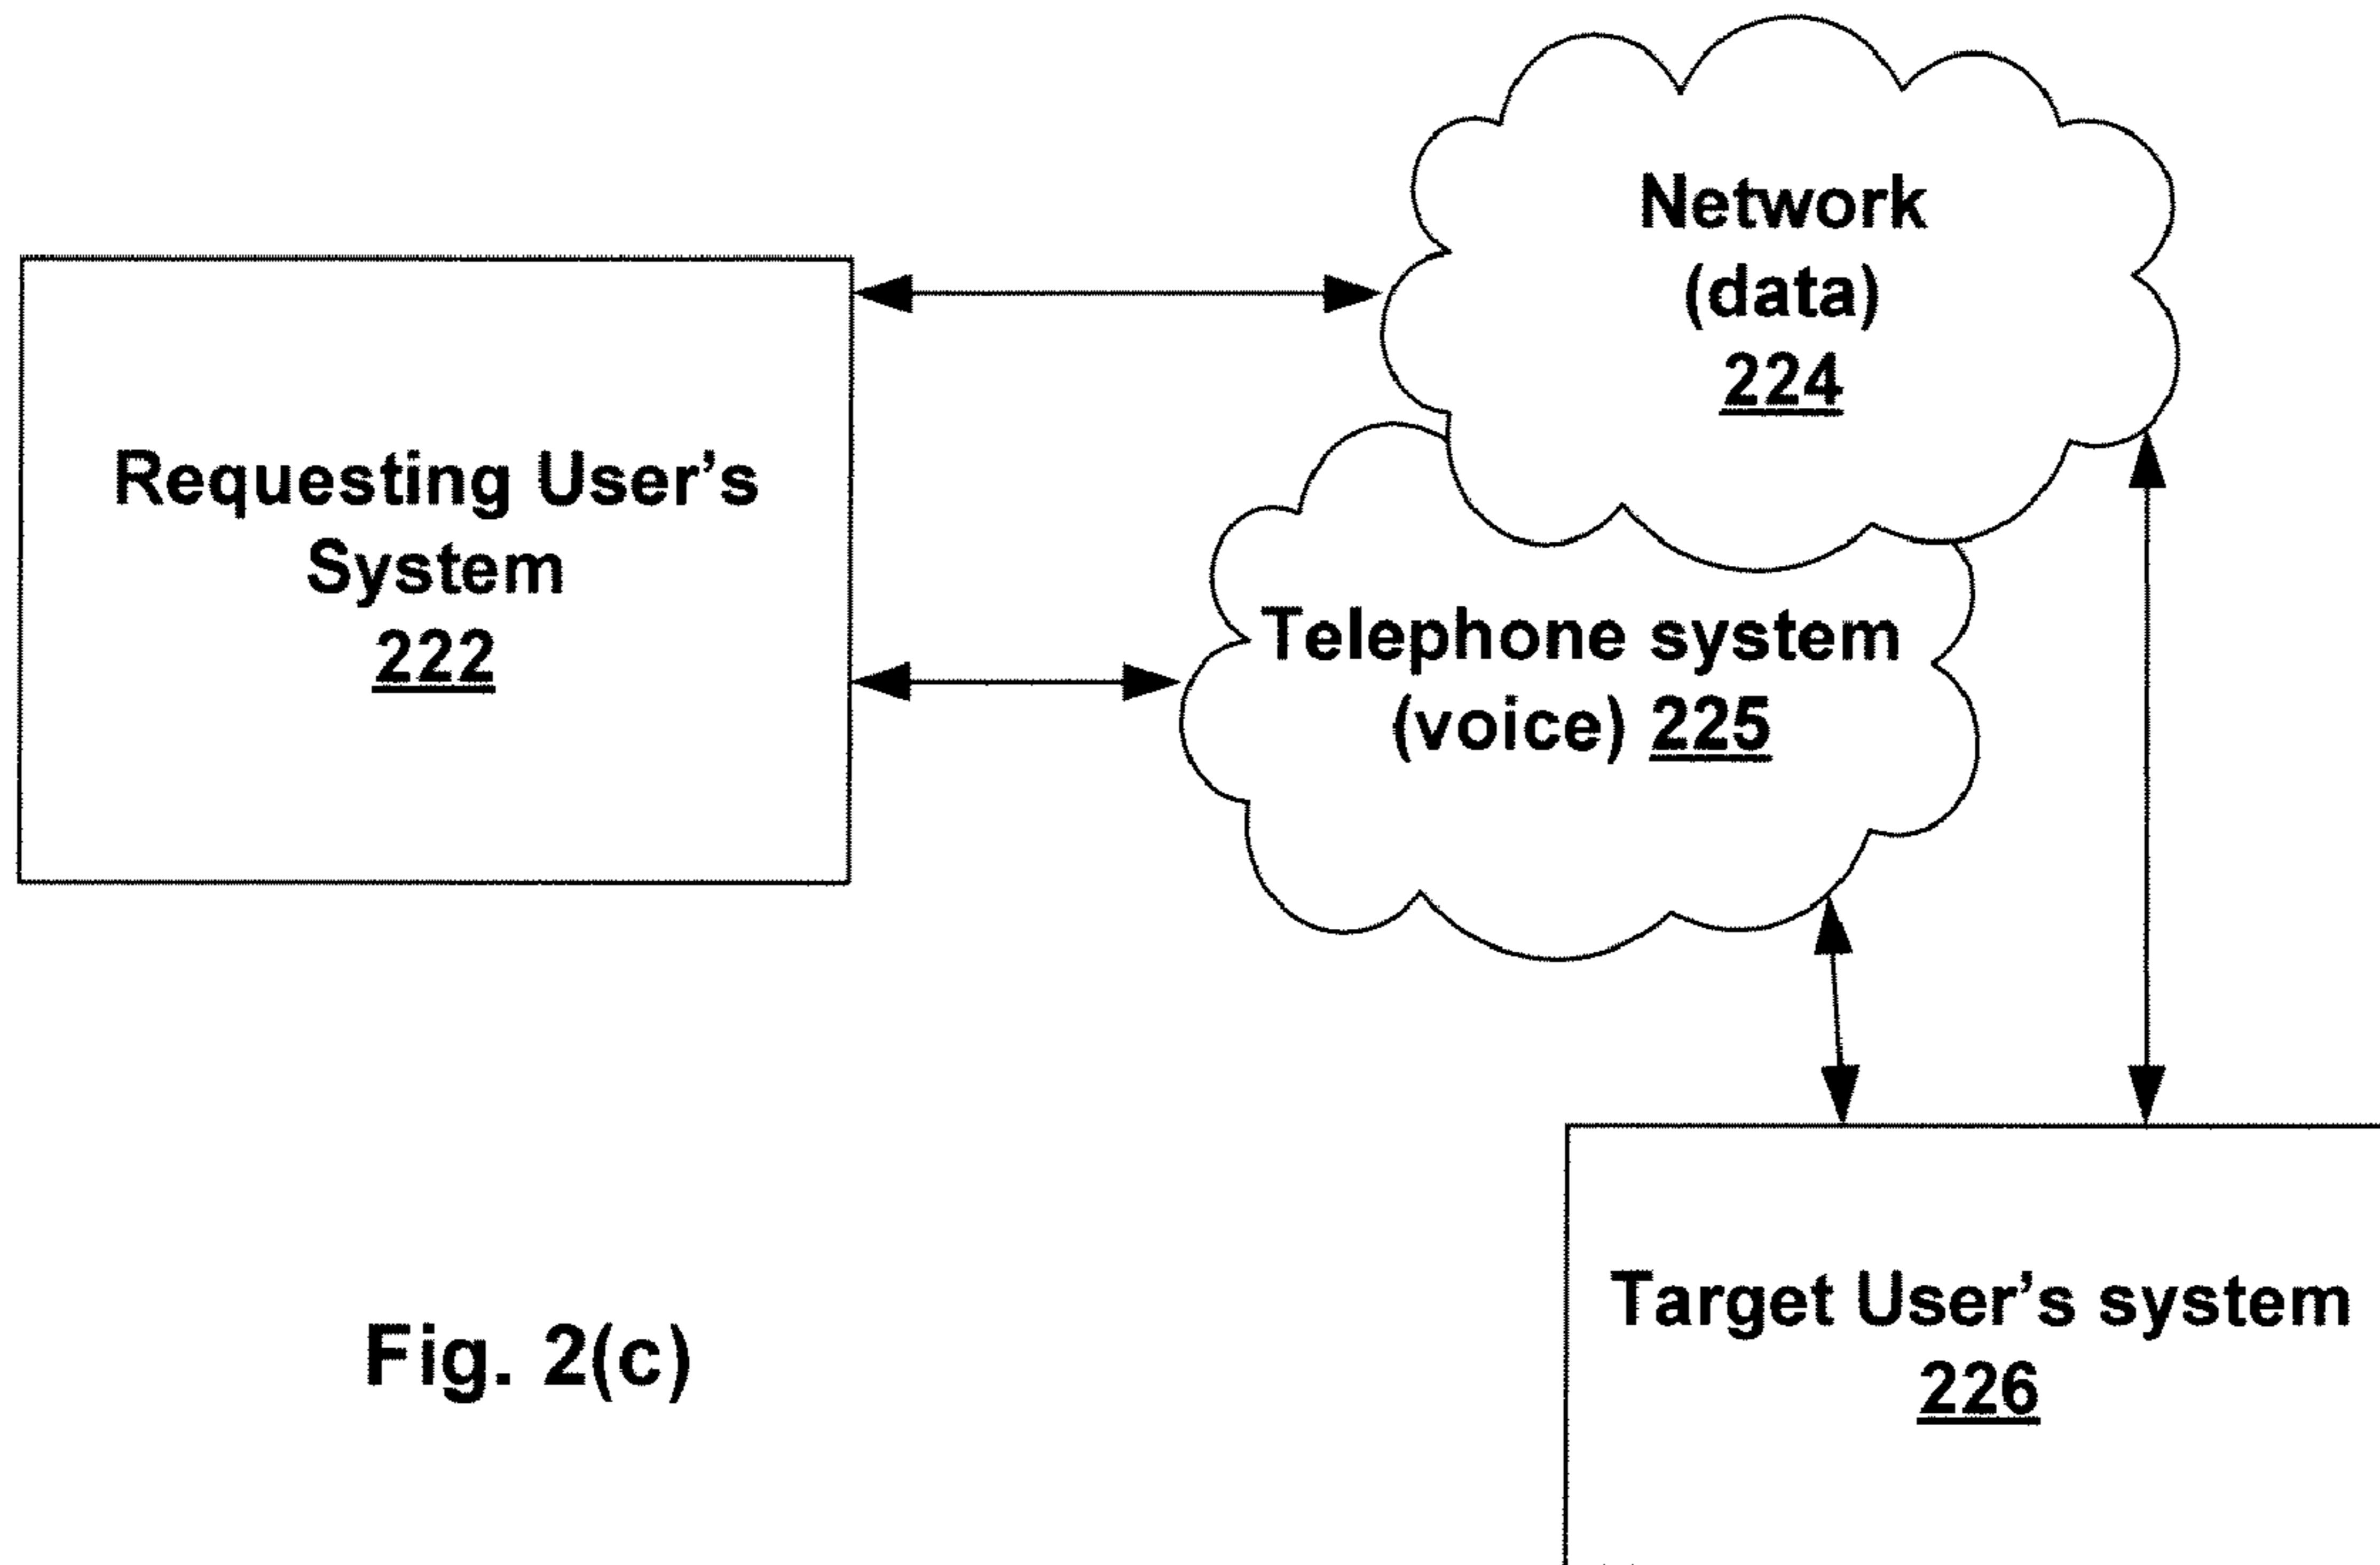 Network
(data)
224
Requesting User's
System
222
Telephone system
(voice) 225
Target User's system
226
Fig. 2(c)